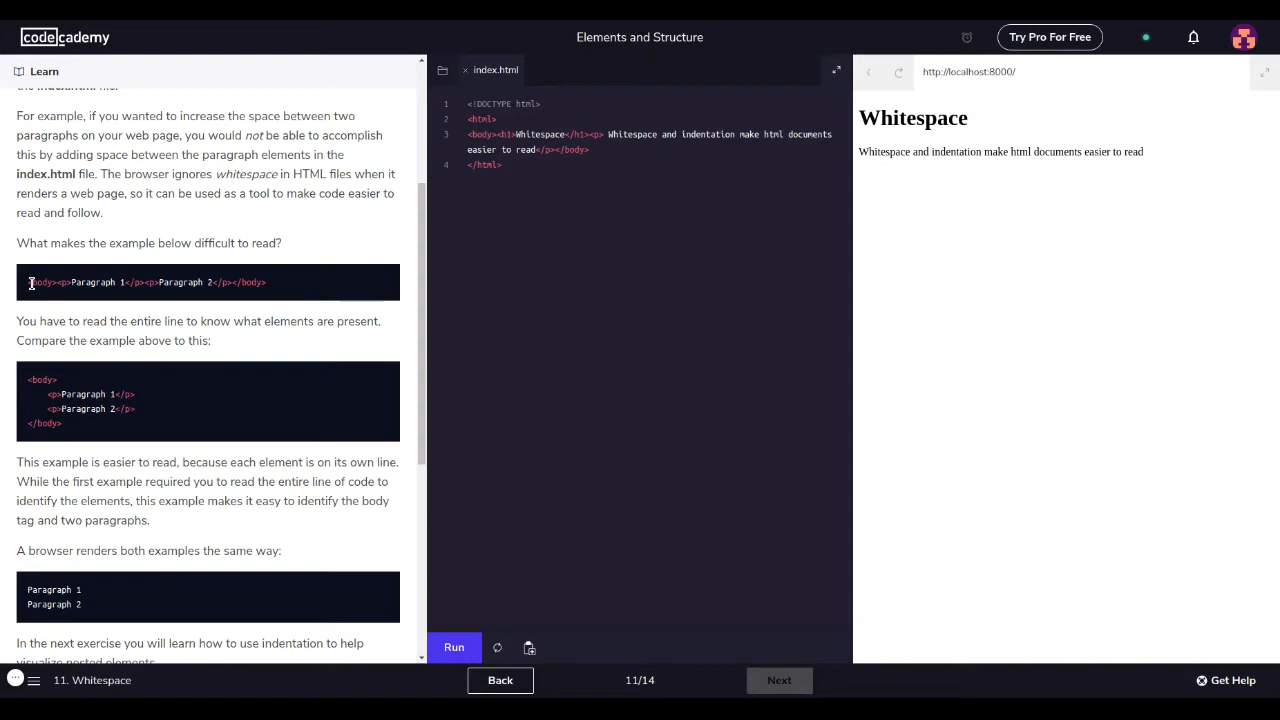 codecademy
Elements and Structure
Try Pro For Free
Learn
the index.html file.
For example, if you wanted to increase the space between two
paragraphs on your web page, you would not be able to accomplish
this by adding space between the paragraph elements in the
index.html file. The browser ignores whitespace in HTML files when it
renders a web page, so it can be used as a tool to make code easier to
read and follow.
What makes the example below difficult to read?
<body><p>Paragraph 1</p><p>Paragraph 2</p></body>
You have to read the entire line to know what elements are present.
Compare the example above to this:
<body>
<p>Paragraph 1</p>
<p>Paragraph 2</p>
</body>
This example is easier to read, because each element is on its own line.
While the first example required you to read the entire line of code to
identify the elements, this example makes it easy to identify the body
tag and two paragraphs.
A browser renders both examples the same way:
Paragraph 1
Paragraph 2
In the next exercise you will learn how to use indentation to help
visualize nested elements.
× index.html
1 <!DOCTYPE html>
2 <html>
3 <body><h1>Whitespace</h1><p> Whitespace and indentation make html documents
easier to read</p></body>
4 </html>
Run
http://localhost:8000/
Whitespace
Whitespace and indentation make html documents easier to read
11. Whitespace
Back
11/14
Next
Get Help